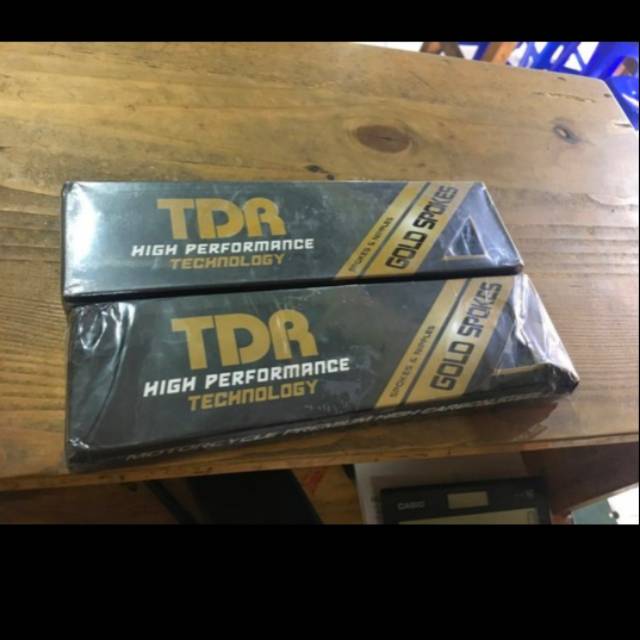 TDR
HIGH PERFORMANCE
TECHNOLOGY
SPOKES & NIPPLES
GOLD SPOKES
TDR
HIGH PERFORMANCE
TECHNOLOGY
SPOKES & NIPPLES
GOLD SPOKES
CASIO